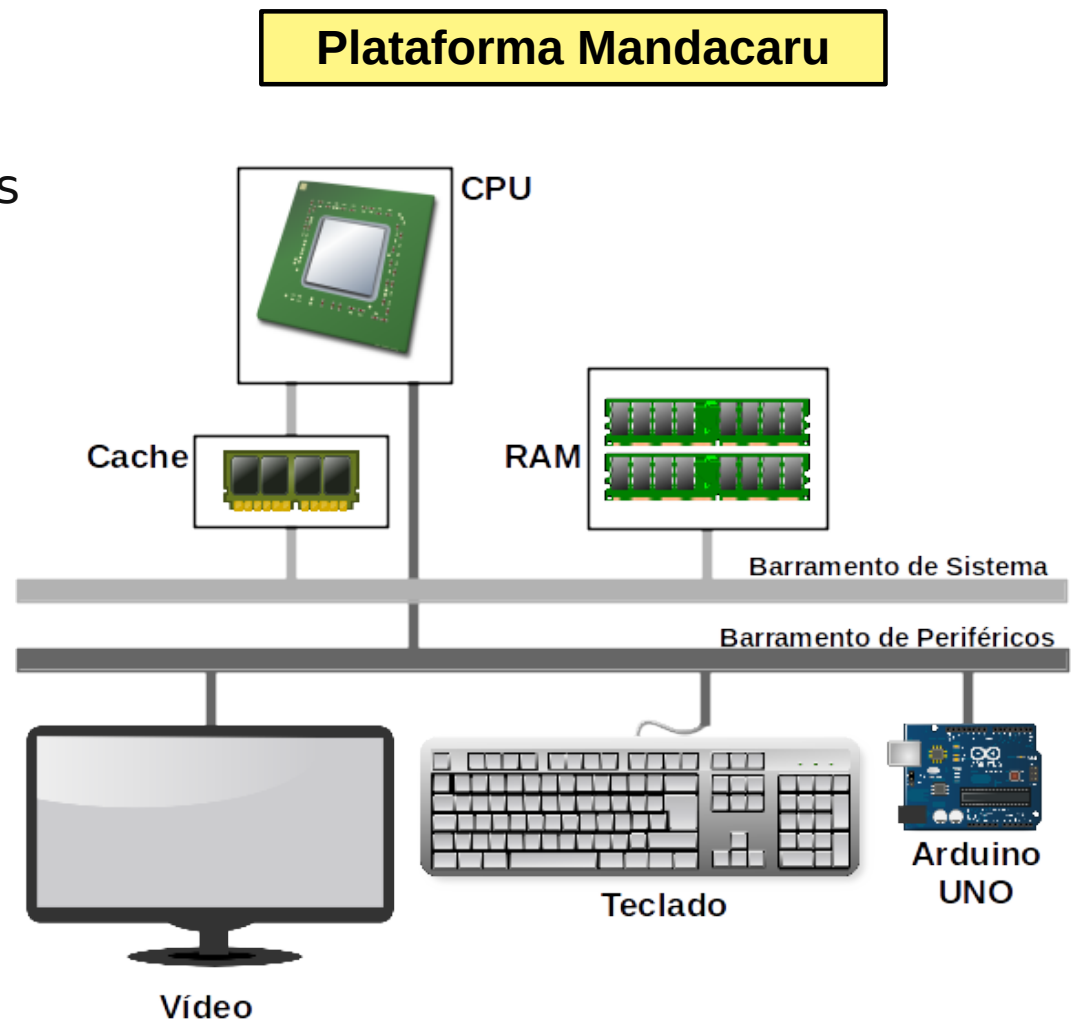 Plataforma Mandacaru
s
CPU
Cache
RAM
Barramento de Sistema
Barramento de Periféricos
Arduino
UNO
Teclado
Vídeo